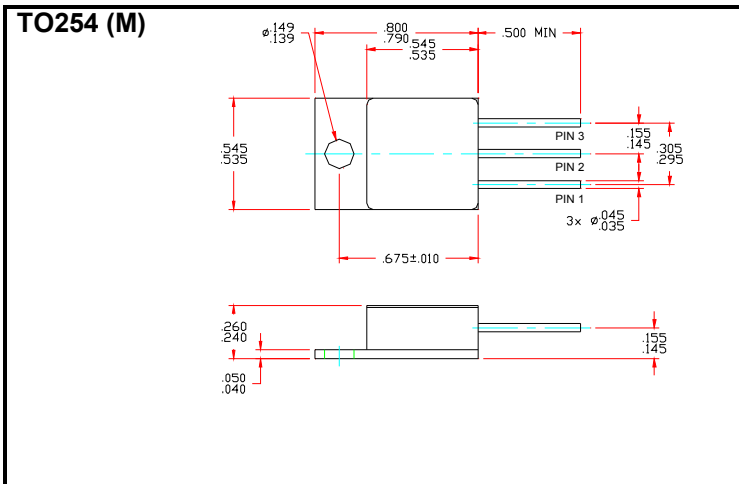 TO254 (M)
ø.149
.139
.800
.790
.545
.535
.500 MIN
.545
.535
PIN 3
PIN 2
PIN 1
.155
.145
.305
.295
3x ø.045
.035
.675±.010
.260
.240
.050
.040
.155
.145